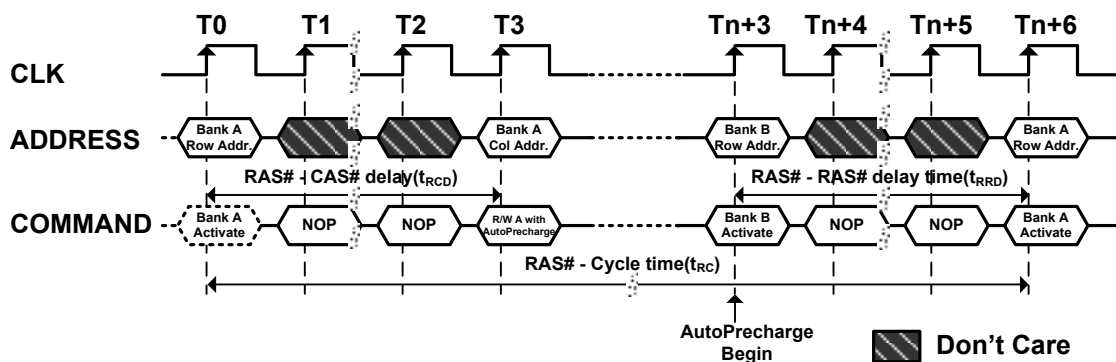 T0 T1 T2 T3 Tn+3 Tn+4 Tn+5 Tn+6
CLK
ADDRESS
Bank A
Row Addr.
Bank A
Col Addr.
Bank B
Row Addr.
Bank A
Row Addr.
RAS# - CAS# delay(tRCD)
RAS# - RAS# delay time(tRRD)
COMMAND
Bank A
Activate
NOP
NOP
R/W A with
AutoPrecharge
Bank B
Activate
NOP
NOP
Bank A
Activate
RAS# - Cycle time(tRC)
AutoPrecharge
Begin
Don't Care